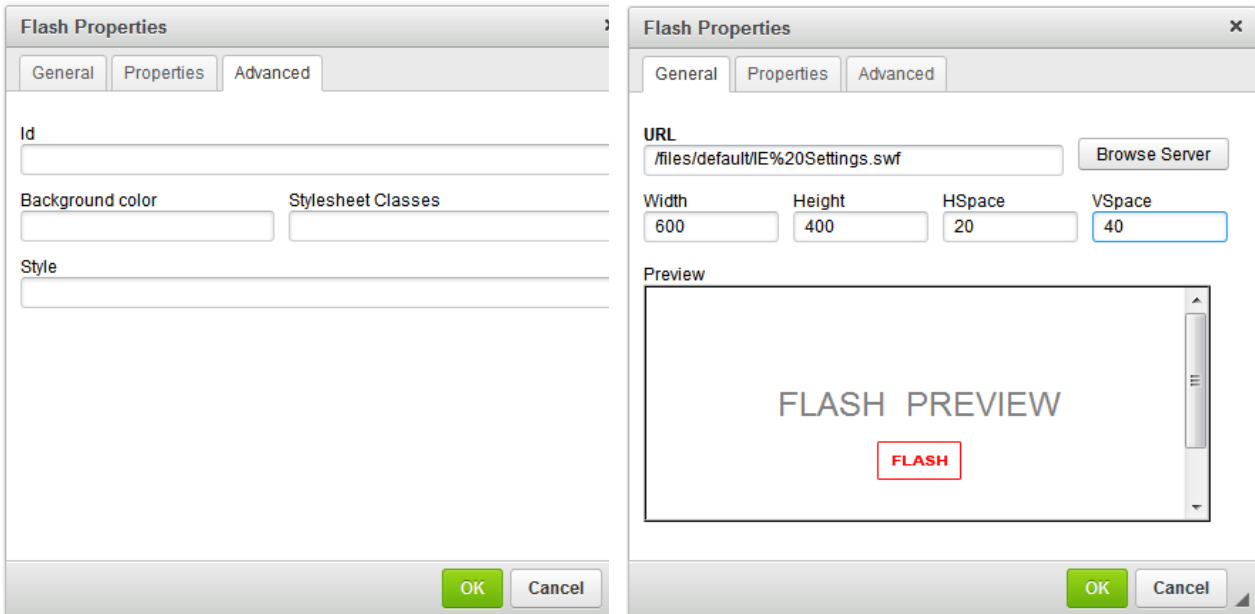 Flash Properties
General Properties Advanced
Id
Background color Stylesheet Classes
Style
OK Cancel
Flash Properties
General Properties Advanced
URL
/files/default/IE%20Settings.swf Browse Server
Width Height HSpace VSpace
600 400 20 40
Preview
FLASH PREVIEW
FLASH
OK Cancel